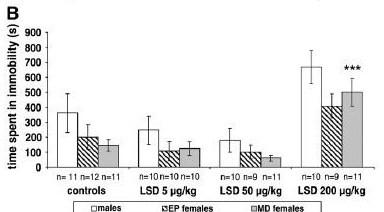 B
time spent in immobility (s)
900
800
700
600
500
400
300
200
100
0
***
n= 11 n=12 n=11 n=10 n=10 n=10 n=10 n=9 n=11 n=10 n=9 n=11
controls LSD 5 µg/kg LSD 50 µg/kg LSD 200 µg/kg
males EP females MD females